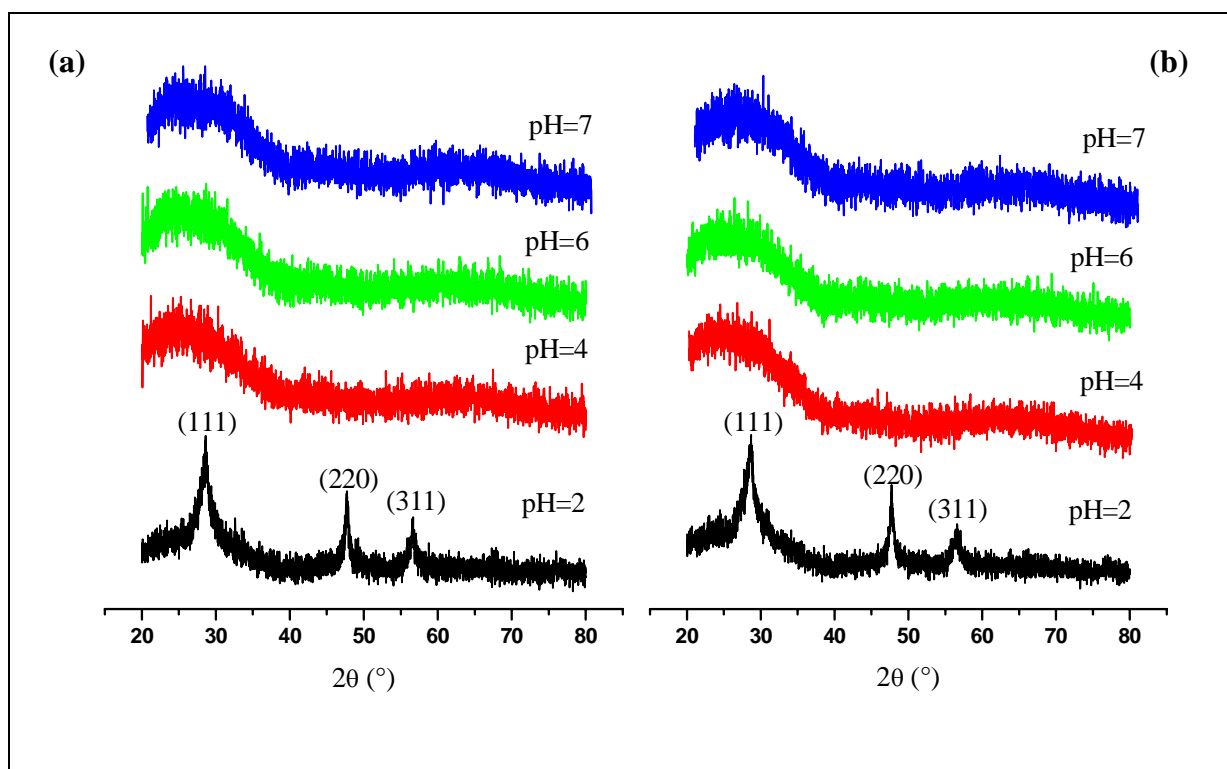 (a)
pH=7
pH=6
pH=4
(111)
(220)
(311)
pH=2
20 30 40 50 60 70 80
2θ (°)
(b)
pH=7
pH=6
pH=4
(111)
(220)
(311)
pH=2
20 30 40 50 60 70 80
2θ (°)